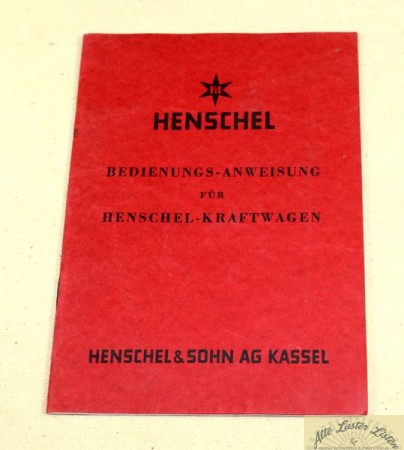 HENSCHEL
BEDIENUNGS-ANWEISUNG
FÜR
HENSCHEL-KRAFTWAGEN
HENSCHEL & SOHN AG KASSEL
Alte Laster Listen